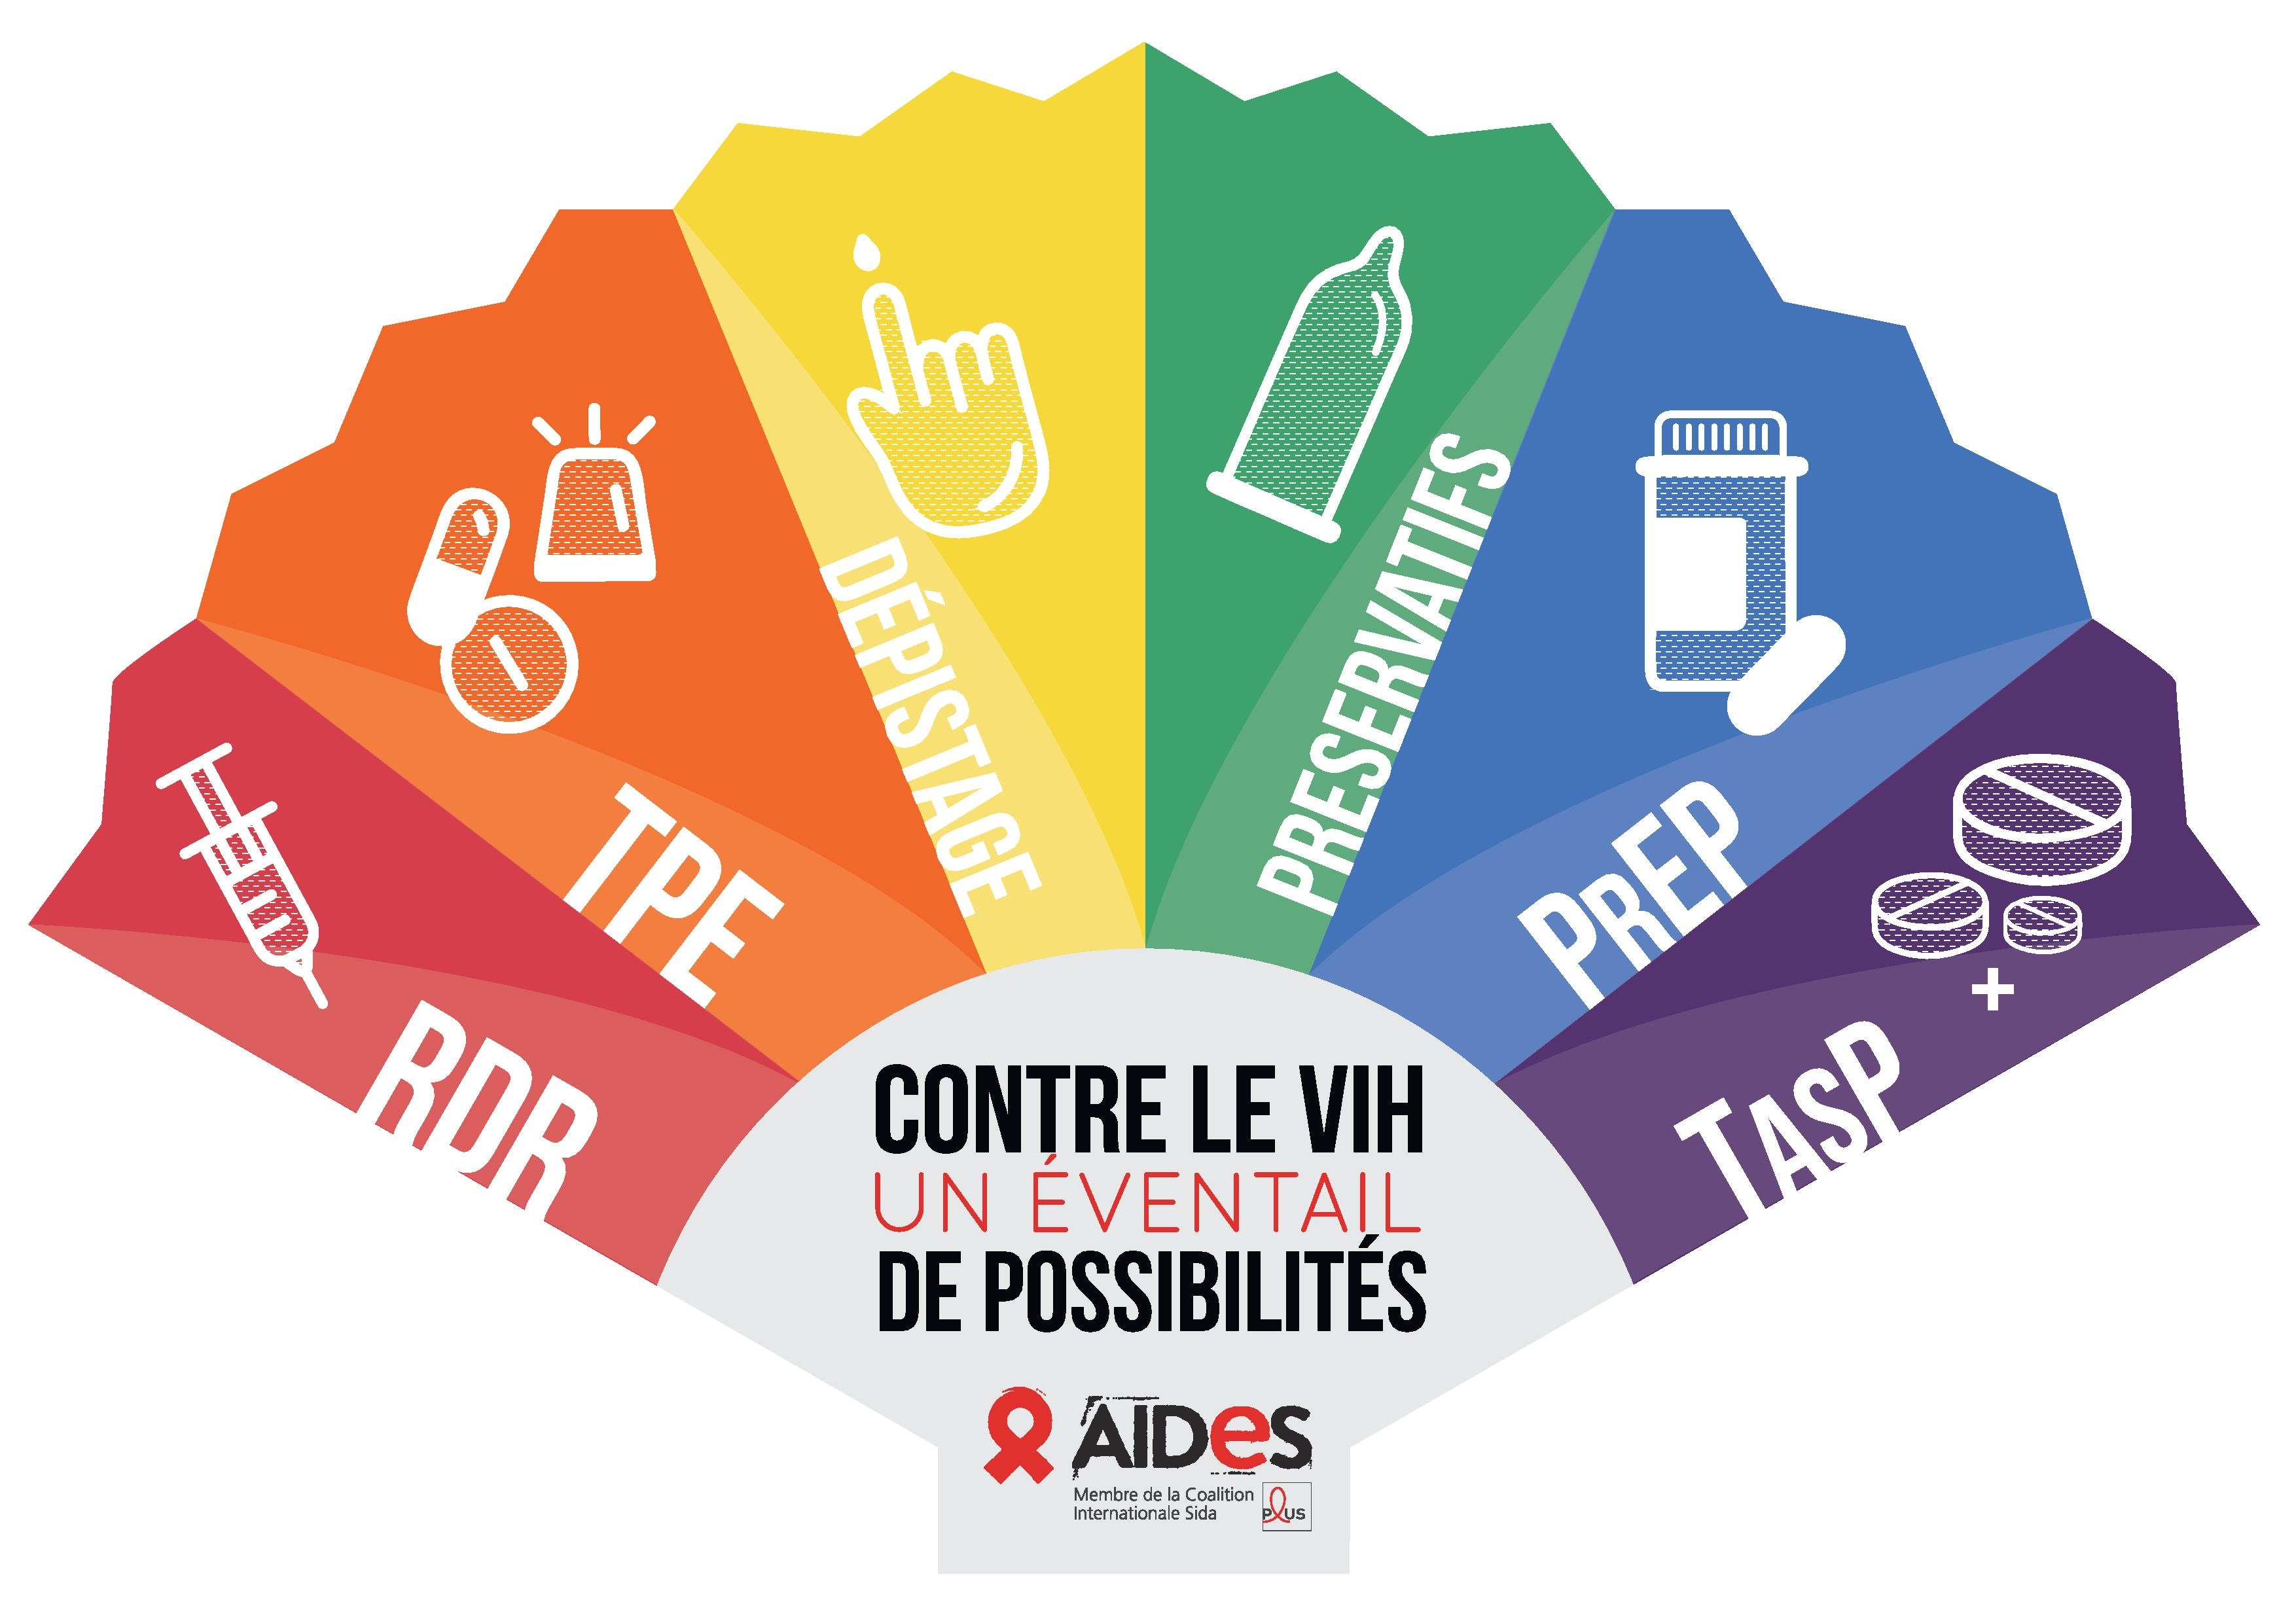 RDR
TPE
DÉPISTAGE
PRESERVATIFS
PREP
TASP
+
CONTRE LE VIH
UN ÉVENTAIL
DE POSSIBILITÉS
AIDeS
Membre de la Coalition
Internationale Sida
PLUS